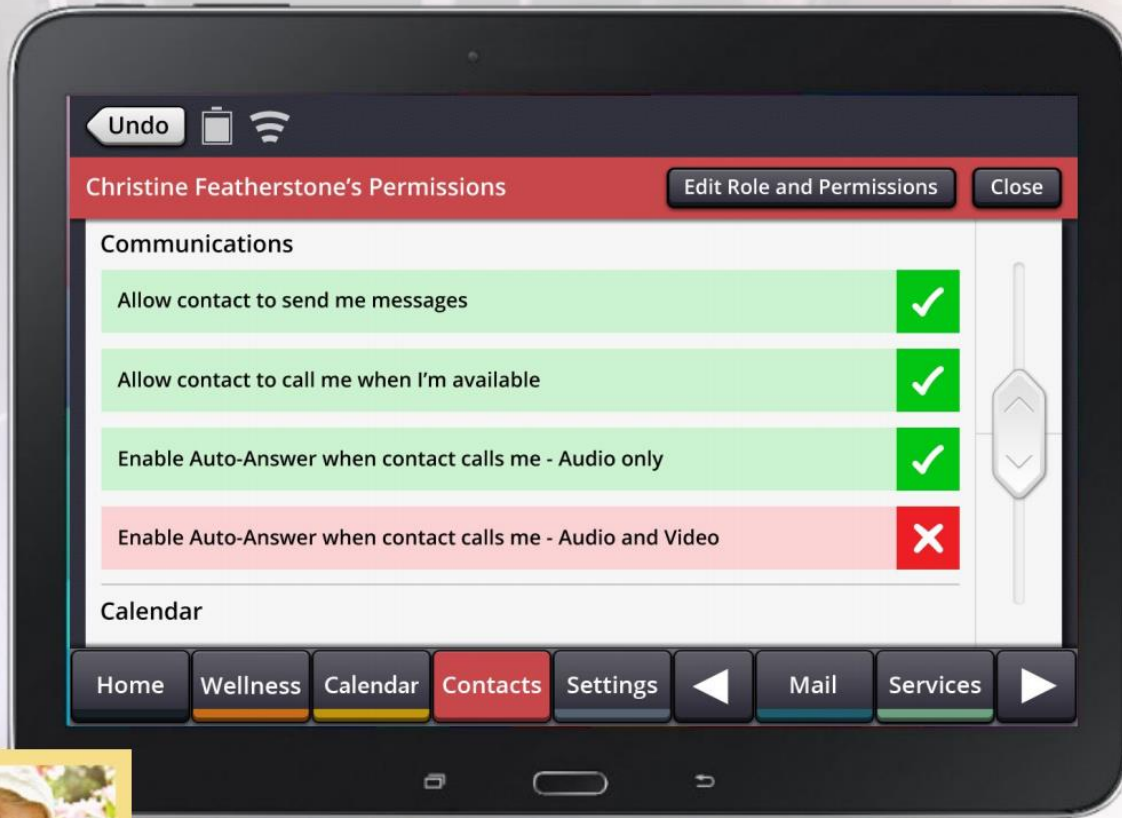 Undo
Christine Featherstone's Permissions Edit Role and Permissions Close
Communications
Allow contact to send me messages
Allow contact to call me when I'm available
Enable Auto-Answer when contact calls me - Audio only
Enable Auto-Answer when contact calls me - Audio and Video
Calendar
Home Wellness Calendar Contacts Settings Mail Services